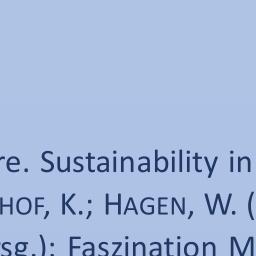 re. Sustainability in
HOF, K.; HAGEN, W. (
sg.): Faszination M